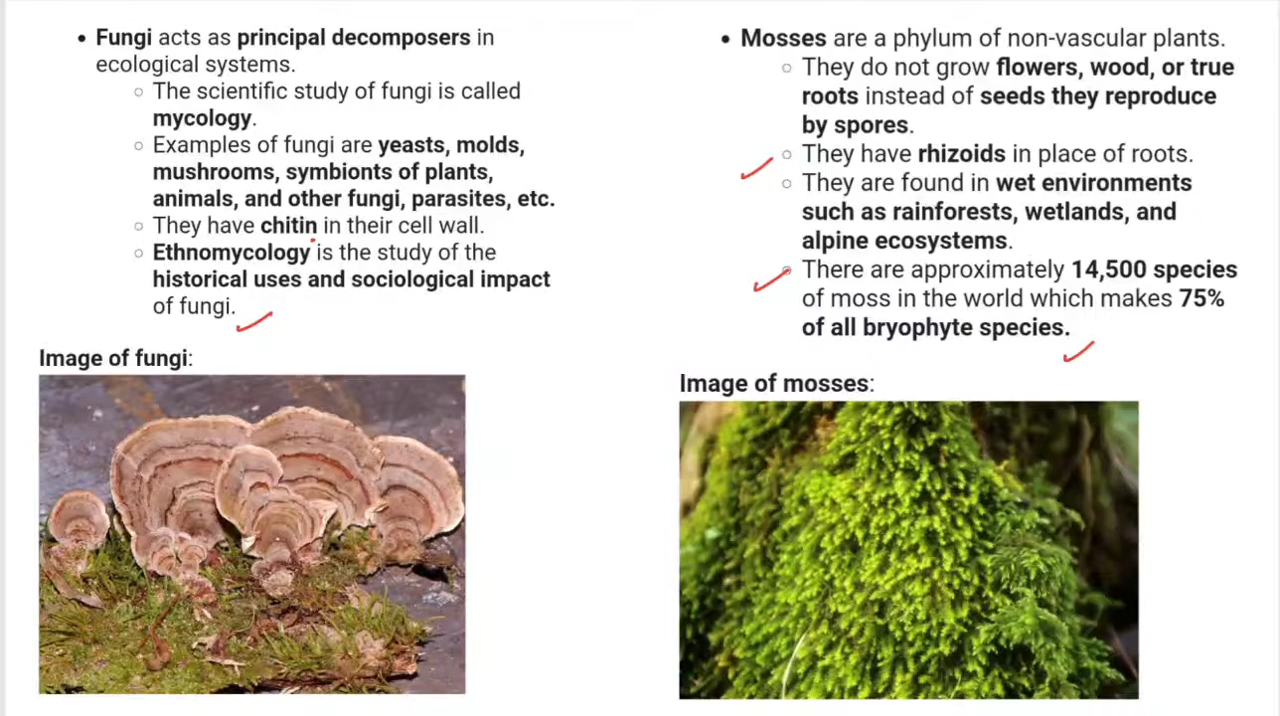 • Fungi acts as principal decomposers in
ecological systems.
○ The scientific study of fungi is called
mycology.
○ Examples of fungi are yeasts, molds,
mushrooms, symbionts of plants,
animals, and other fungi, parasites, etc.
○ They have chitin in their cell wall.
○ Ethnomycology is the study of the
historical uses and sociological impact
of fungi.
Image of fungi:
• Mosses are a phylum of non-vascular plants.
○ They do not grow flowers, wood, or true
roots instead of seeds they reproduce
by spores.
○ They have rhizoids in place of roots.
○ They are found in wet environments
such as rainforests, wetlands, and
alpine ecosystems.
○ There are approximately 14,500 species
of moss in the world which makes 75%
of all bryophyte species.
Image of mosses: